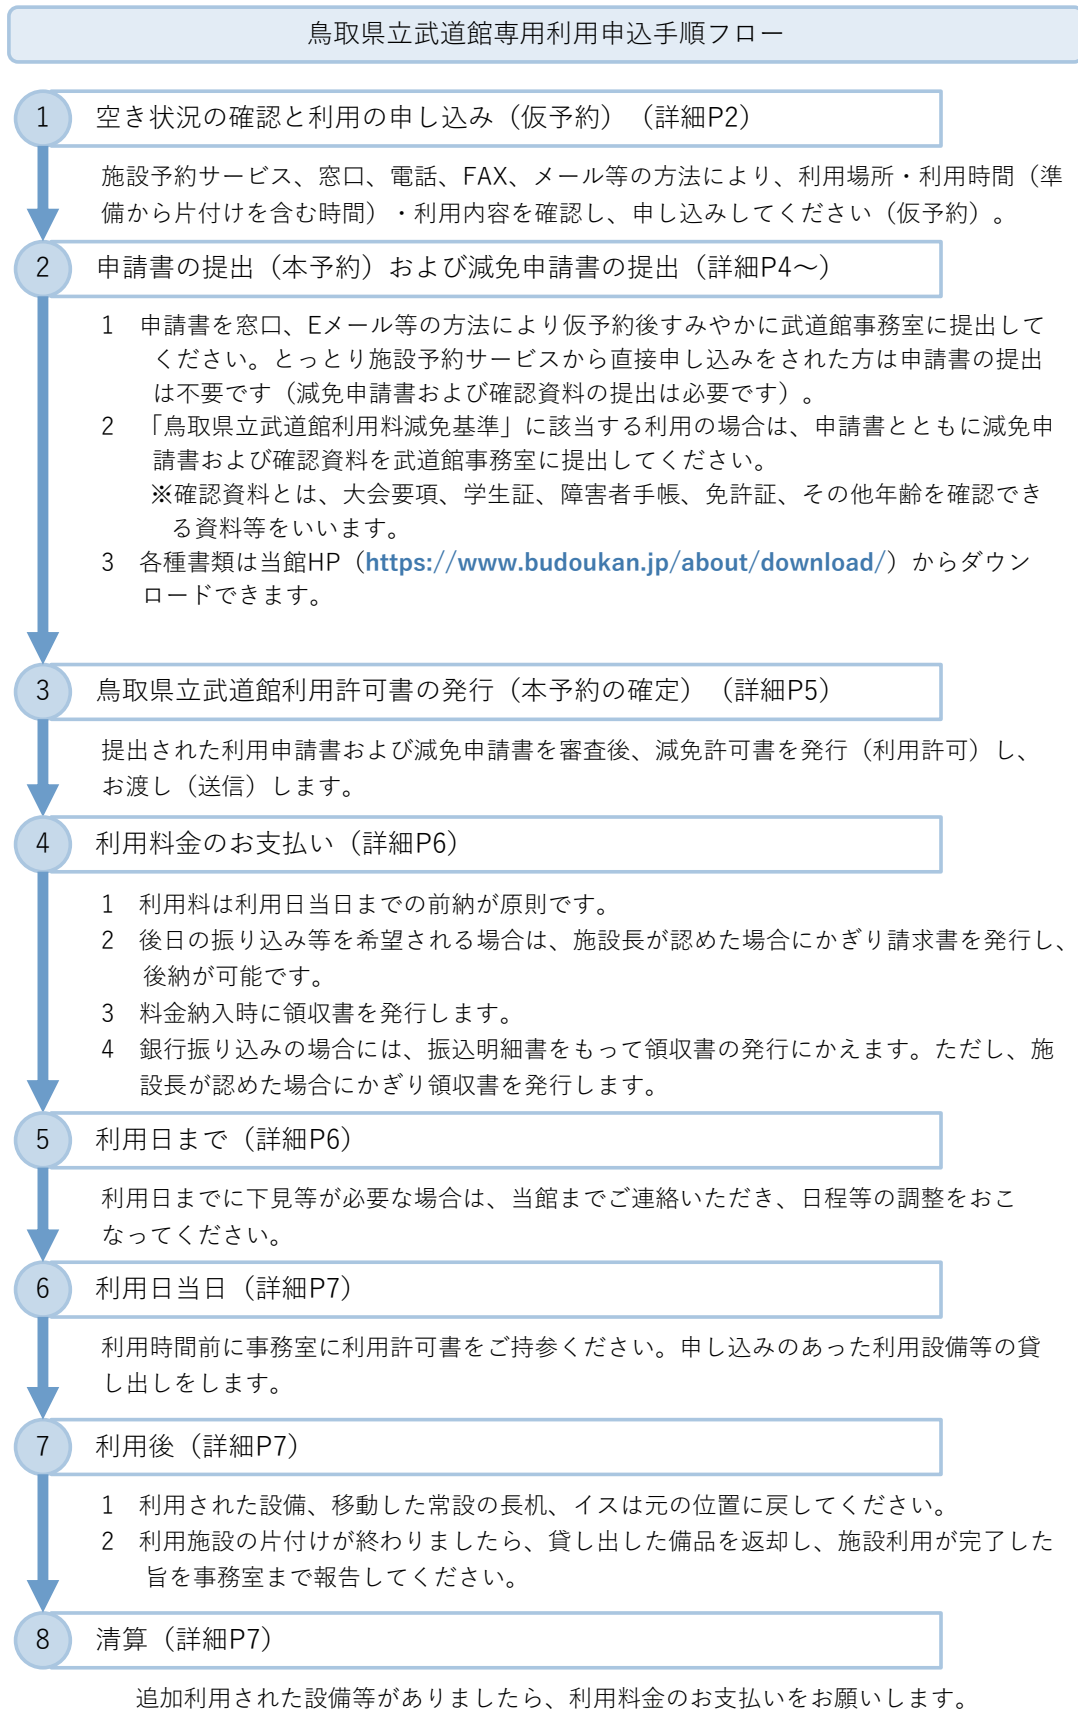 鳥取県立武道館専用利用申込手順フロー
1 空き状況の確認と利用の申し込み（仮予約）（詳細P2）
施設予約サービス、窓口、電話、FAX、メール等の方法により、利用場所・利用時間（準
備から片付けを含む時間）・利用内容を確認し、申し込みしてください（仮予約）。
2 申請書の提出（本予約）および減免申請書の提出（詳細P4～）
1 申請書を窓口、Eメール等の方法により仮予約後すみやかに武道館事務室に提出して
ください。とっとり施設予約サービスから直接申し込みをされた方は申請書の提出
は不要です（減免申請書および確認資料の提出は必要です）。
2 「鳥取県立武道館利用料減免基準」に該当する利用の場合は、申請書とともに減免申
請書および確認資料を武道館事務室に提出してください。
※確認資料とは、大会要項、学生証、障害者手帳、免許証、その他年齢を確認でき
る資料等をいいます。
3 各種書類は当館HP（https://www.budoukan.jp/about/download/）からダウン
ロードできます。
3 鳥取県立武道館利用許可書の発行（本予約の確定）（詳細P5）
提出された利用申請書および減免申請書を審査後、減免許可書を発行（利用許可）し、
お渡し（送信）します。
4 利用料金のお支払い（詳細P6）
1 利用料は利用日当日までの前納が原則です。
2 後日の振り込み等を希望される場合は、施設長が認めた場合にかぎり請求書を発行し、
後納が可能です。
3 料金納入時に領収書を発行します。
4 銀行振り込みの場合には、振込明細書をもって領収書の発行にかえます。ただし、施
設長が認めた場合にかぎり領収書を発行します。
5 利用日まで（詳細P6）
利用日までに下見等が必要な場合は、当館までご連絡いただき、日程等の調整をおこ
なってください。
6 利用日当日（詳細P7）
利用時間前に事務室に利用許可書をご持参ください。申し込みのあった利用設備等の貸
し出しをします。
7 利用後（詳細P7）
1 利用された設備、移動した常設の長机、イスは元の位置に戻してください。
2 利用施設の片付けが終わりましたら、貸し出した備品を返却し、施設利用が完了した
旨を事務室まで報告してください。
8 清算（詳細P7）
追加利用された設備等がありましたら、利用料金のお支払いをお願いします。